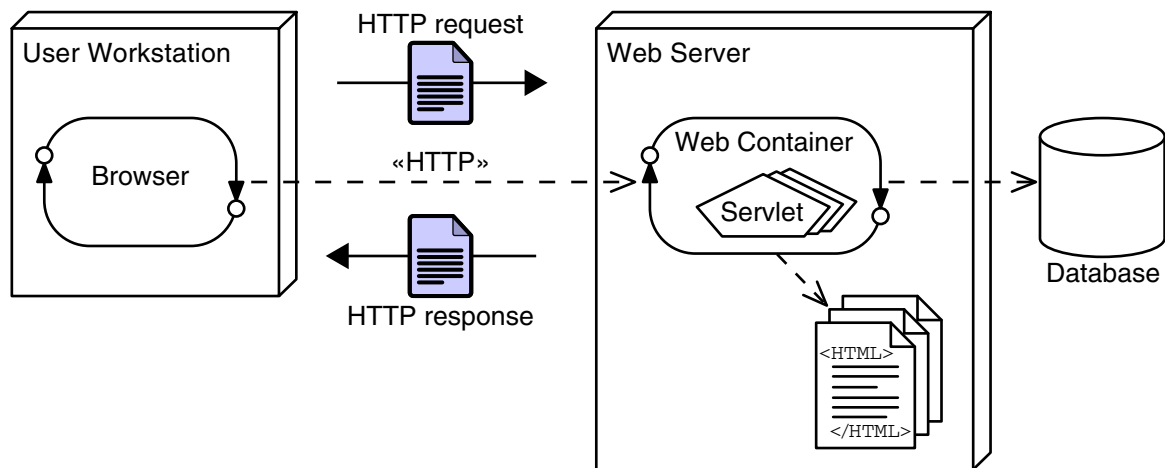 HTTP request
User Workstation
Web Server
Web Container
«HTTP»
Browser
Servlet
Database
HTTP response
<HTML>
</HTML>